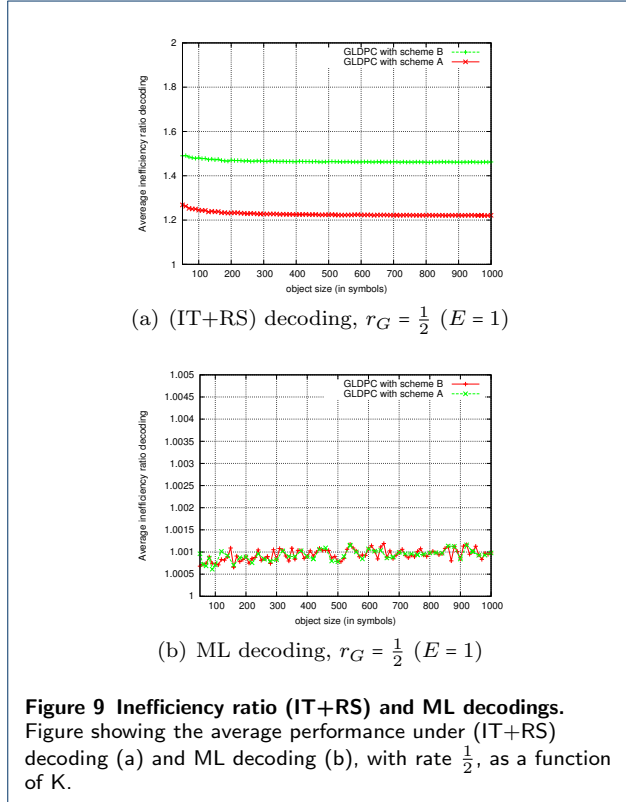 GLDPC with scheme B
GLDPC with scheme A
Avereage inefficiency ratio decoding
2
1.8
1.6
1.4
1.2
1
100 200 300 400 500 600 700 800 900 1000
object size (in symbols)
(a) (IT+RS) decoding, r_G = 1/2 (E = 1)
GLDPC with scheme B
GLDPC with scheme A
Average inefficiency ratio decoding
1.005
1.0045
1.004
1.0035
1.003
1.0025
1.002
1.0015
1.001
1.0005
1
100 200 300 400 500 600 700 800 900 1000
object size (in symbols)
(b) ML decoding, r_G = 1/2 (E = 1)
Figure 9 Inefficiency ratio (IT+RS) and ML decodings.
Figure showing the average performance under (IT+RS)
decoding (a) and ML decoding (b), with rate 1/2, as a function
of K.